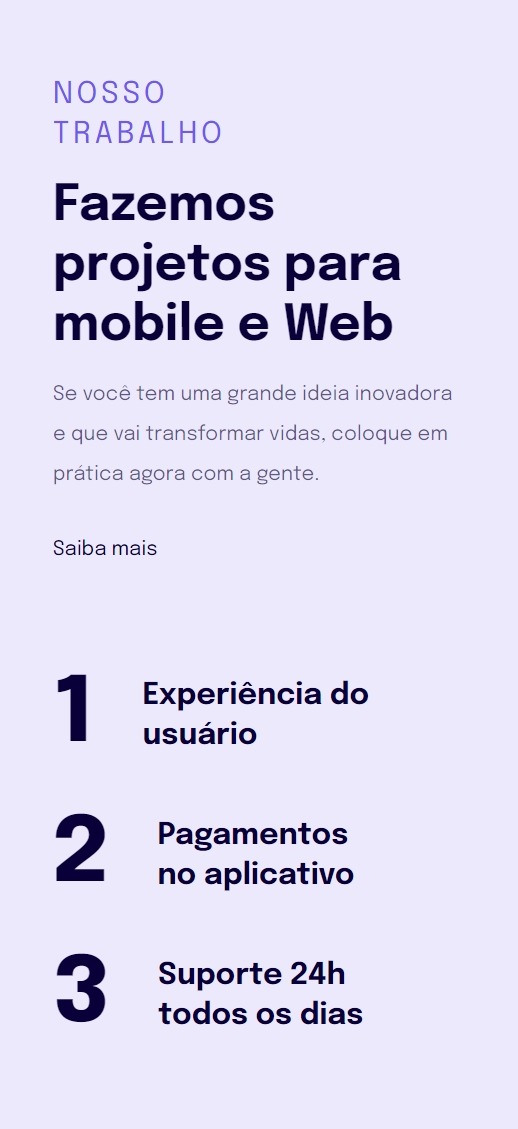 NOSSO
TRABALHO
Fazemos
projetos para
mobile e Web
Se você tem uma grande ideia inovadora
e que vai transformar vidas, coloque em
prática agora com a gente.
Saiba mais
1
Experiência do
usuário
2
Pagamentos
no aplicativo
3
Suporte 24h
todos os dias